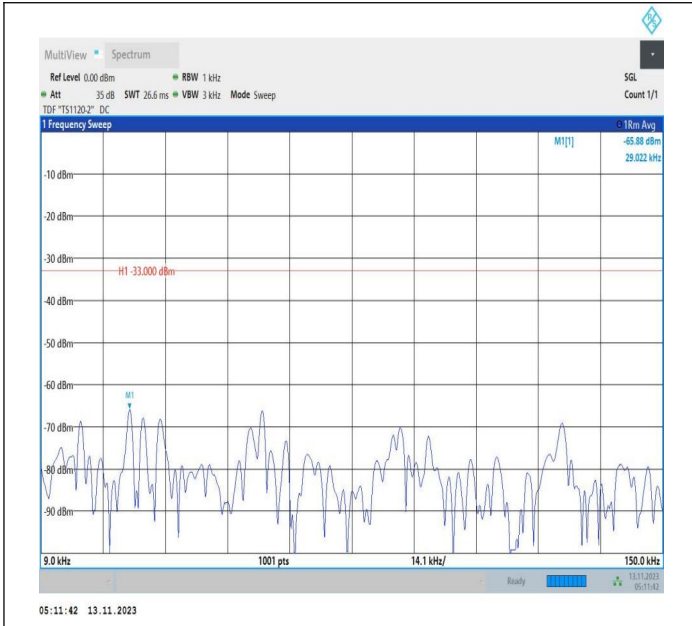 R S
MultiView Spectrum
Ref Level 0.00 dBm RBW 1 kHz SGL
Att 35 dB SWT 26.6 ms VBW 3 kHz Mode Sweep Count 1/1
TDF "TS1120-2" DC
1 Frequency Sweep 1Rm Avg
M1[1] -65.88 dBm
29.022 kHz
-10 dBm
-20 dBm
-30 dBm
H1 -33.000 dBm
-40 dBm
-50 dBm
-60 dBm
M1
-70 dBm
-80 dBm
-90 dBm
9.0 kHz 1001 pts 14.1 kHz/ 150.0 kHz
Ready 13.11.2023
05:11:42
05:11:42 13.11.2023